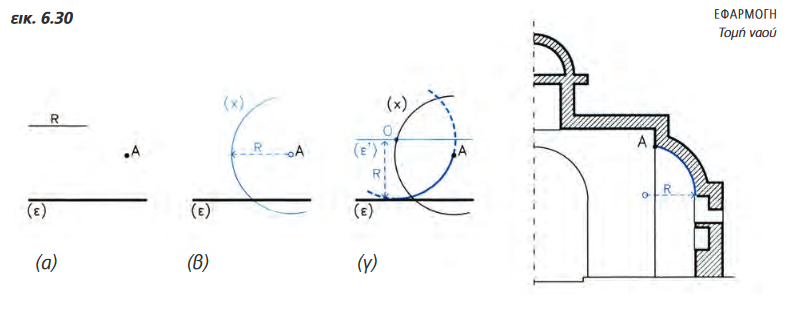 εικ. 6.30
ΕΦΑΡΜΟΓΗ
Τομή ναού
R
A
(ε)
(α)
(x)
R
A
(ε)
(β)
(x)
O
(ε')
R
A
(ε)
(γ)
A
R